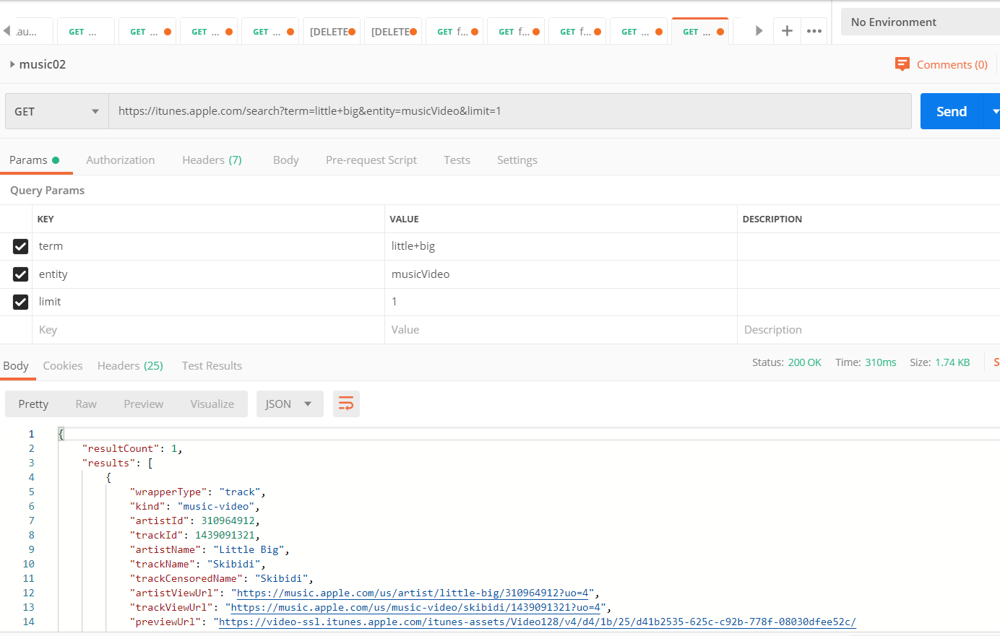 .au...
GET ...
GET ...
GET ...
GET ...
[DELETE
[DELETE
GET f...
GET f...
GET f...
GET ...
GET ...
No Environment
music02
Comments (0)
GET
https://itunes.apple.com/search?term=little+big&entity=musicVideo&limit=1
Send
Params
Authorization
Headers (7)
Body
Pre-request Script
Tests
Settings
Query Params
KEY VALUE DESCRIPTION
term little+big
entity musicVideo
limit 1
Key Value Description
Body
Cookies
Headers (25)
Test Results
Status: 200 OK
Time: 310ms
Size: 1.74 KB
S
Pretty
Raw
Preview
Visualize
JSON
1 {
2 "resultCount": 1,
3 "results": [
4 {
5 "wrapperType": "track",
6 "kind": "music-video",
7 "artistId": 310964912,
8 "trackId": 1439091321,
9 "artistName": "Little Big",
10 "trackName": "Skibidi",
11 "trackCensoredName": "Skibidi",
12 "artistViewUrl": "https://music.apple.com/us/artist/little-big/310964912?uo=4",
13 "trackViewUrl": "https://music.apple.com/us/music-video/skibidi/1439091321?uo=4",
14 "previewUrl": "https://video-ssl.itunes.apple.com/itunes-assets/Video128/v4/d4/1b/25/d41b2535-625c-c92b-778f-08030dfee52c/